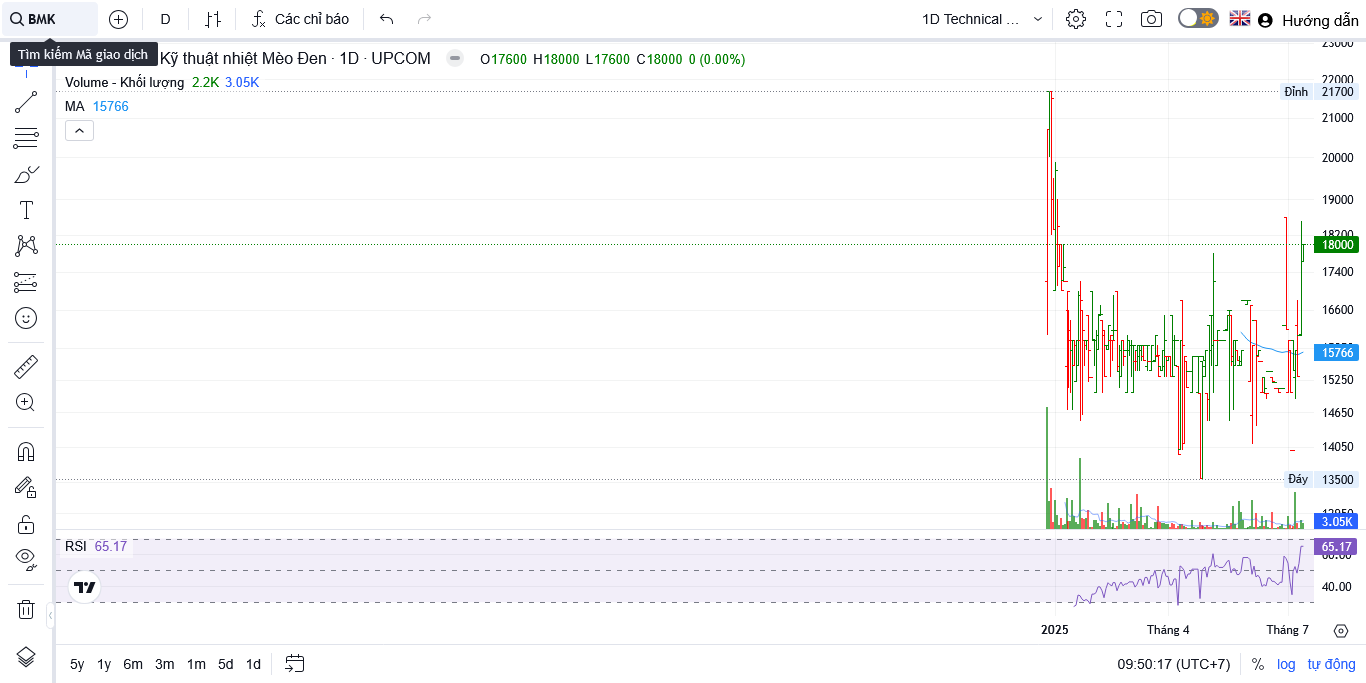 BMK D Các chỉ báo 1D Technical ... Hướng dẫn
Tìm kiếm Mã giao dịch
Kỹ thuật nhiệt Mèo Đen · 1D · UPCOM O17600 H18000 L17600 C18000 0 (0.00%)
Volume - Khối lượng 2.2K 3.05K
MA 15766
23000
22000
Đỉnh 21700
21000
20000
19000
18200
18000
17400
16600
15766
15250
14650
14050
Đáy 13500
3.05K
RSI 65.17
65.17
60.00
40.00
2025 Tháng 4 Tháng 7
5y 1y 6m 3m 1m 5d 1d 09:50:17 (UTC+7) % log tự động